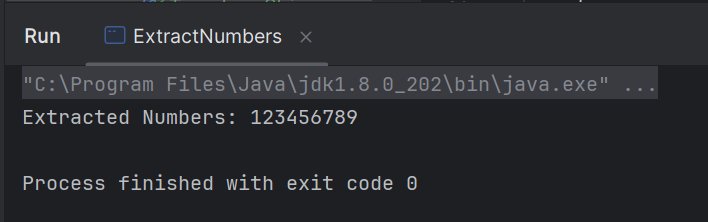 Run ExtractNumbers ×
"C:\Program Files\Java\jdk1.8.0_202\bin\java.exe" ...
Extracted Numbers: 123456789
Process finished with exit code 0